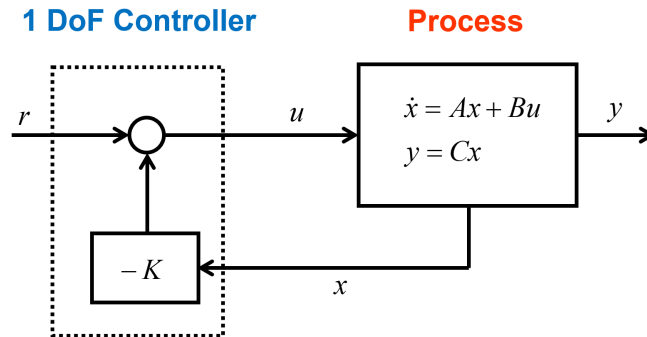 1 DoF Controller
Process
r
u
ẋ = Ax + Bu
y = Cx
y
− K
x